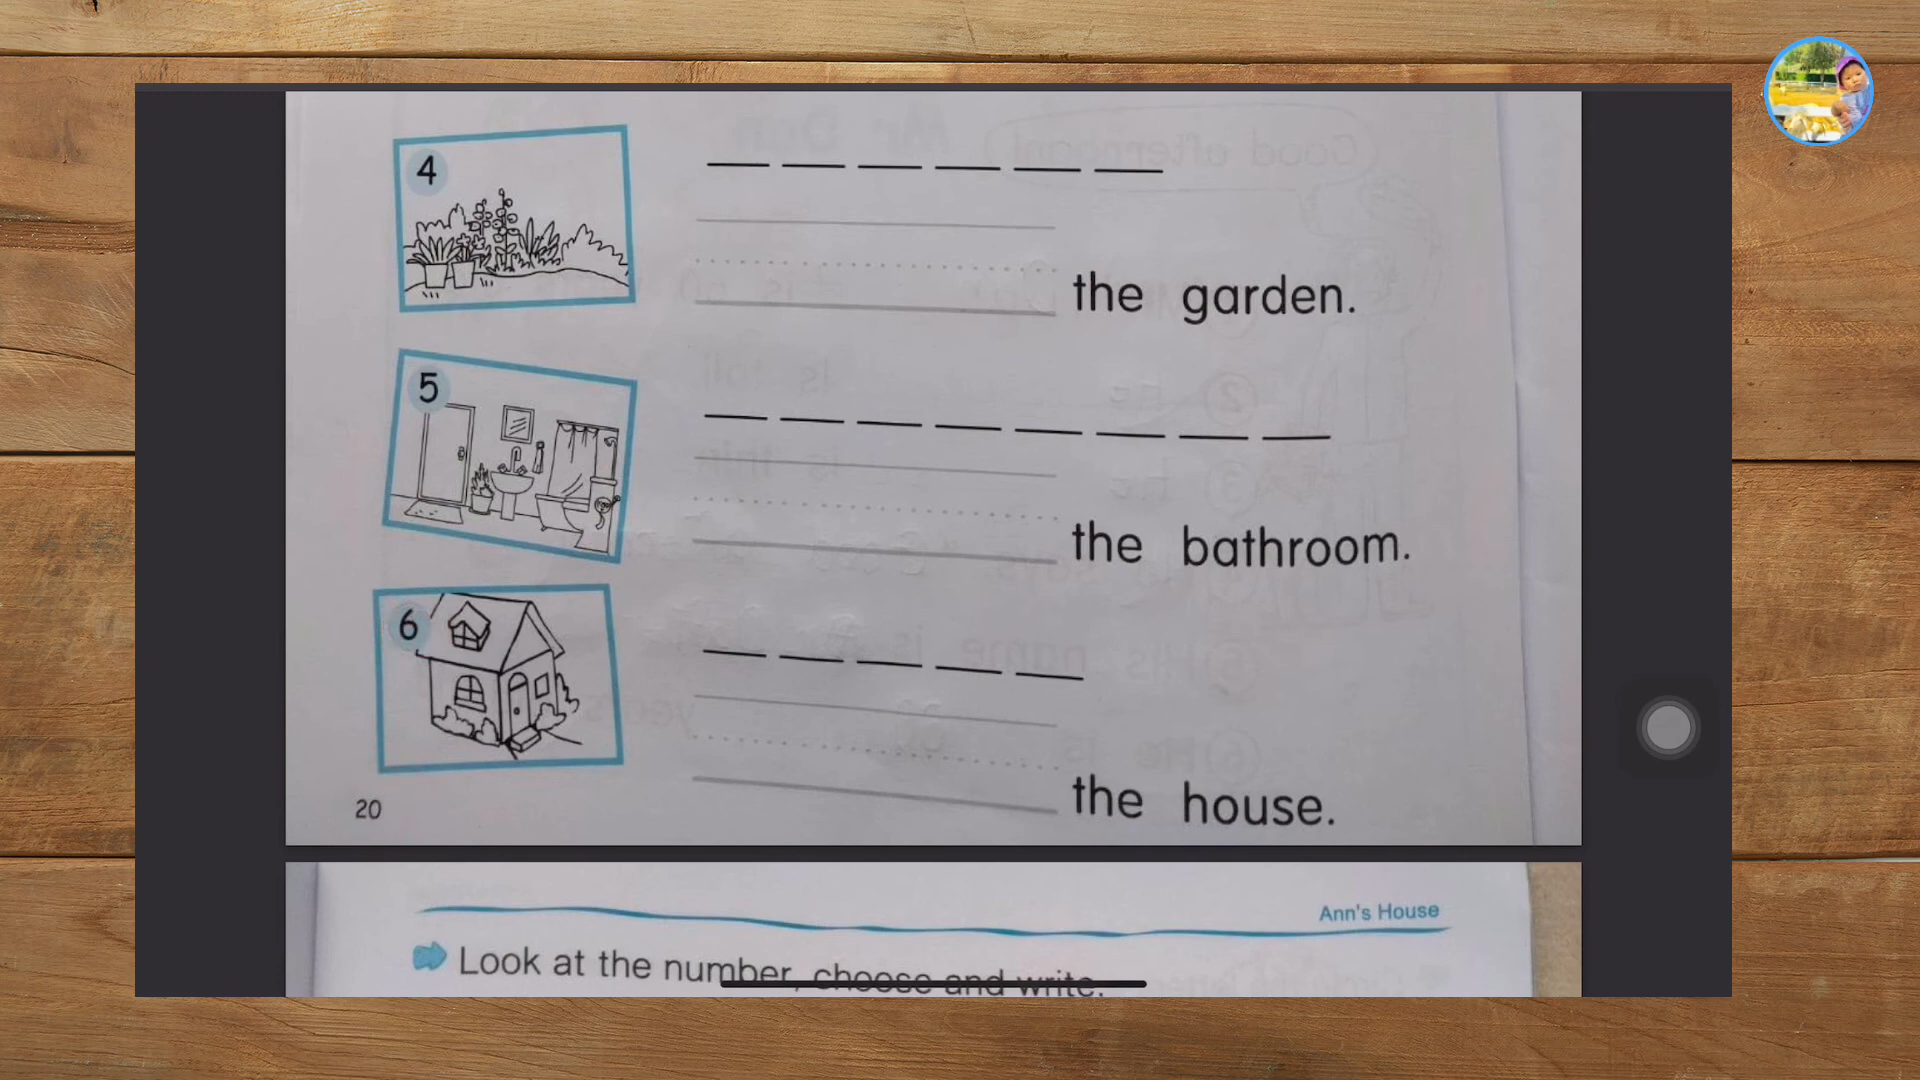 4
the garden.
5
the bathroom.
6
the house.
20
Ann's House
Look at the number, choose and write.